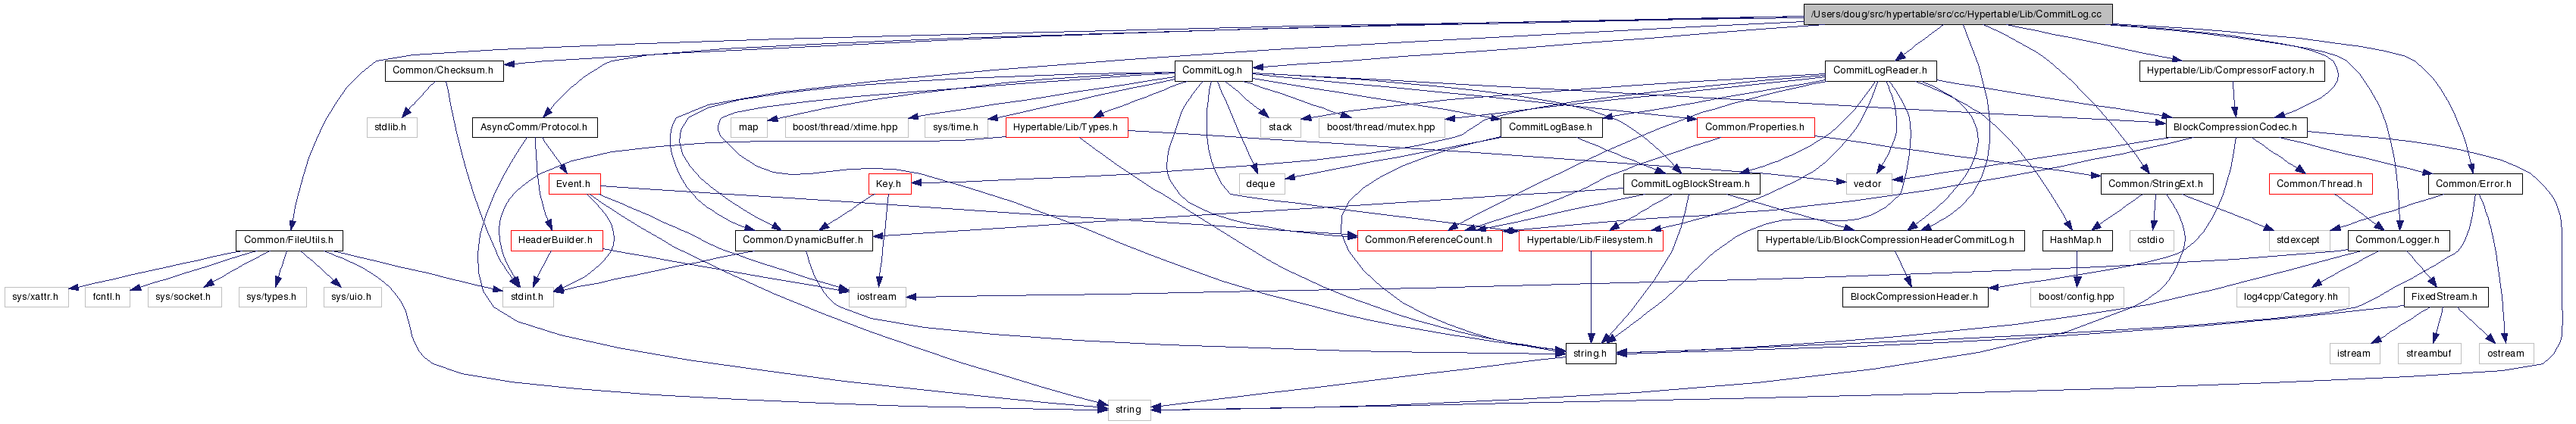 /Users/doug/src/hypertable/src/cc/Hypertable/Lib/CommitLog.cc
Common/Checksum.h
CommitLog.h
CommitLogReader.h
Hypertable/Lib/CompressorFactory.h
stdlib.h
AsyncComm/Protocol.h
map
boost/thread/xtime.hpp
sys/time.h
Hypertable/Lib/Types.h
stack
boost/thread/mutex.hpp
CommitLogBase.h
Common/Properties.h
BlockCompressionCodec.h
Event.h
Key.h
deque
CommitLogBlockStream.h
vector
Common/StringExt.h
Common/Thread.h
Common/Error.h
Common/FileUtils.h
HeaderBuilder.h
Common/DynamicBuffer.h
Common/ReferenceCount.h
Hypertable/Lib/Filesystem.h
Hypertable/Lib/BlockCompressionHeaderCommitLog.h
HashMap.h
cstdio
stdexcept
Common/Logger.h
sys/xattr.h
fcntl.h
sys/socket.h
sys/types.h
sys/uio.h
stdint.h
iostream
BlockCompressionHeader.h
boost/config.hpp
log4cpp/Category.hh
FixedStream.h
string.h
istream
streambuf
ostream
string